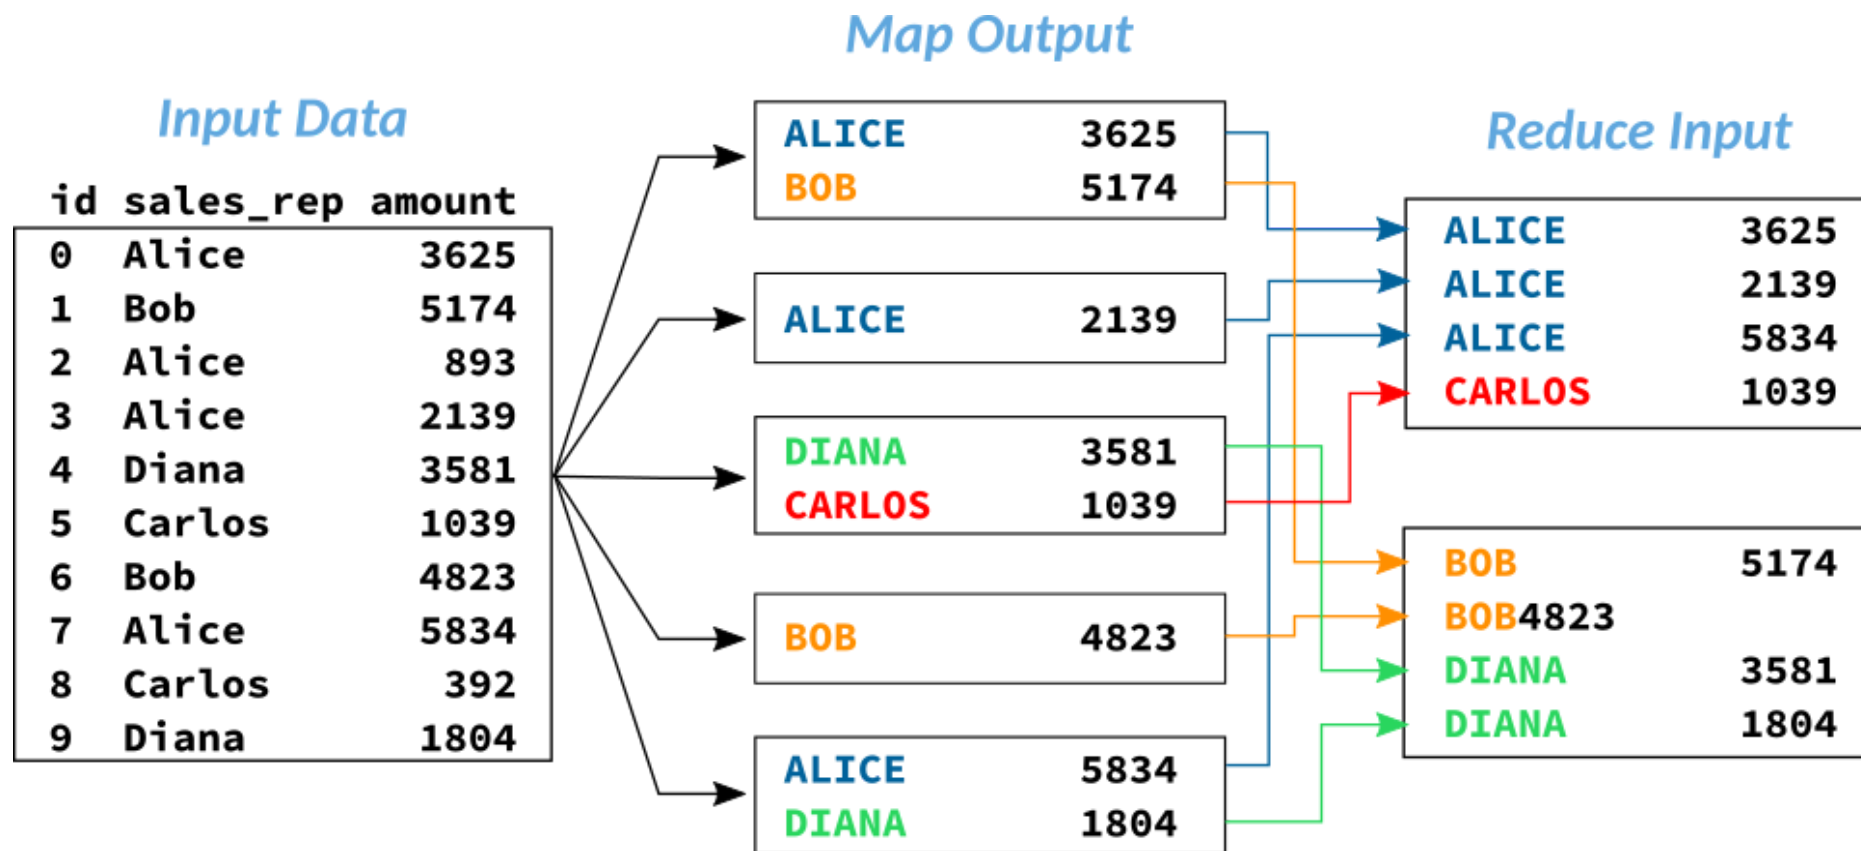 Map Output
Input Data
Reduce Input
id sales_rep amount
0 Alice 3625
1 Bob 5174
2 Alice 893
3 Alice 2139
4 Diana 3581
5 Carlos 1039
6 Bob 4823
7 Alice 5834
8 Carlos 392
9 Diana 1804
ALICE 3625
BOB 5174
ALICE 2139
DIANA 3581
CARLOS 1039
BOB 4823
ALICE 5834
DIANA 1804
ALICE 3625
ALICE 2139
ALICE 5834
CARLOS 1039
BOB 5174
BOB4823
DIANA 3581
DIANA 1804